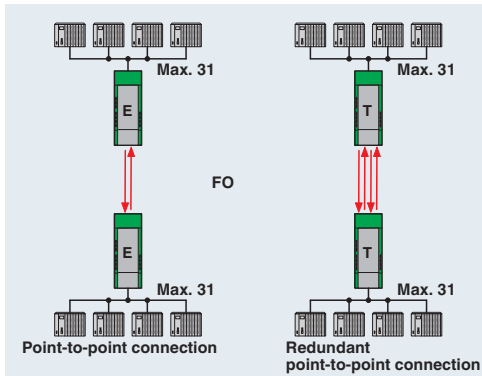 Max. 31
Max. 31
E
T
FO
E
T
Max. 31
Max. 31
Point-to-point connection
Redundant
point-to-point connection